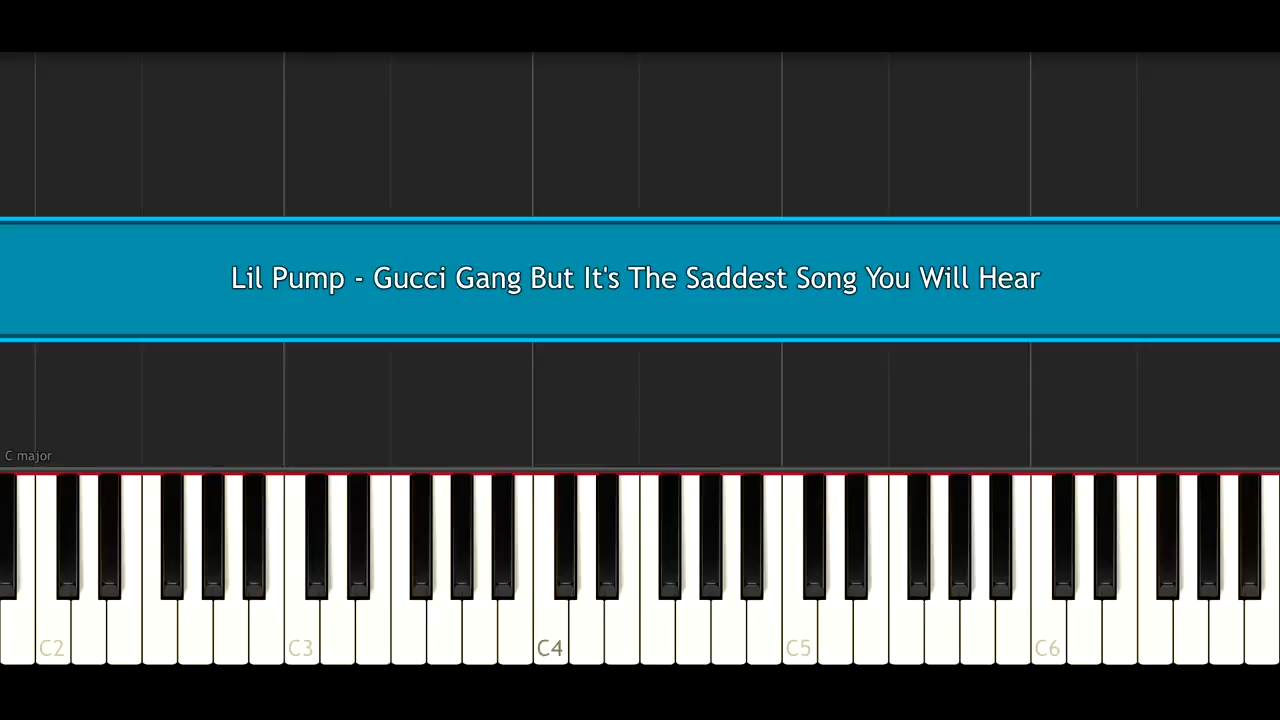 Lil Pump - Gucci Gang But It's The Saddest Song You Will Hear
C major
C2 C3 C4 C5 C6